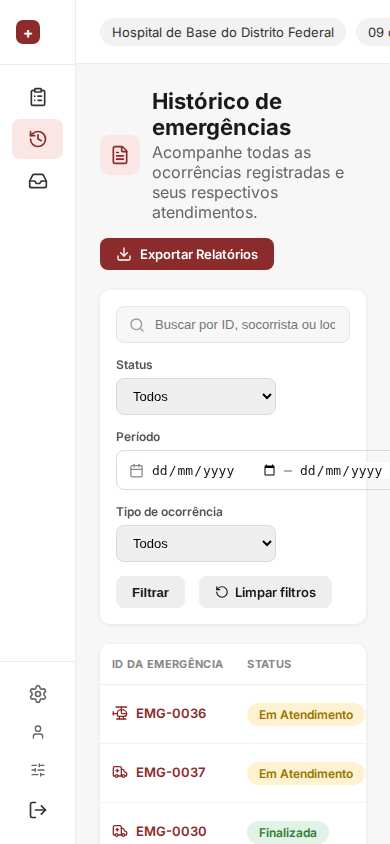 Hospital de Base do Distrito Federal
09
Histórico de
emergências
Acompanhe todas as
ocorrências registradas e
seus respectivos
atendimentos.
Exportar Relatórios
Buscar por ID, socorrista ou loc
Status
Todos
Período
dd/mm/yyyy – dd/mm/yyyy
Tipo de ocorrência
Todos
Filtrar Limpar filtros
ID DA EMERGÊNCIA STATUS
EMG-0036 Em Atendimento
EMG-0037 Em Atendimento
EMG-0030 Finalizada